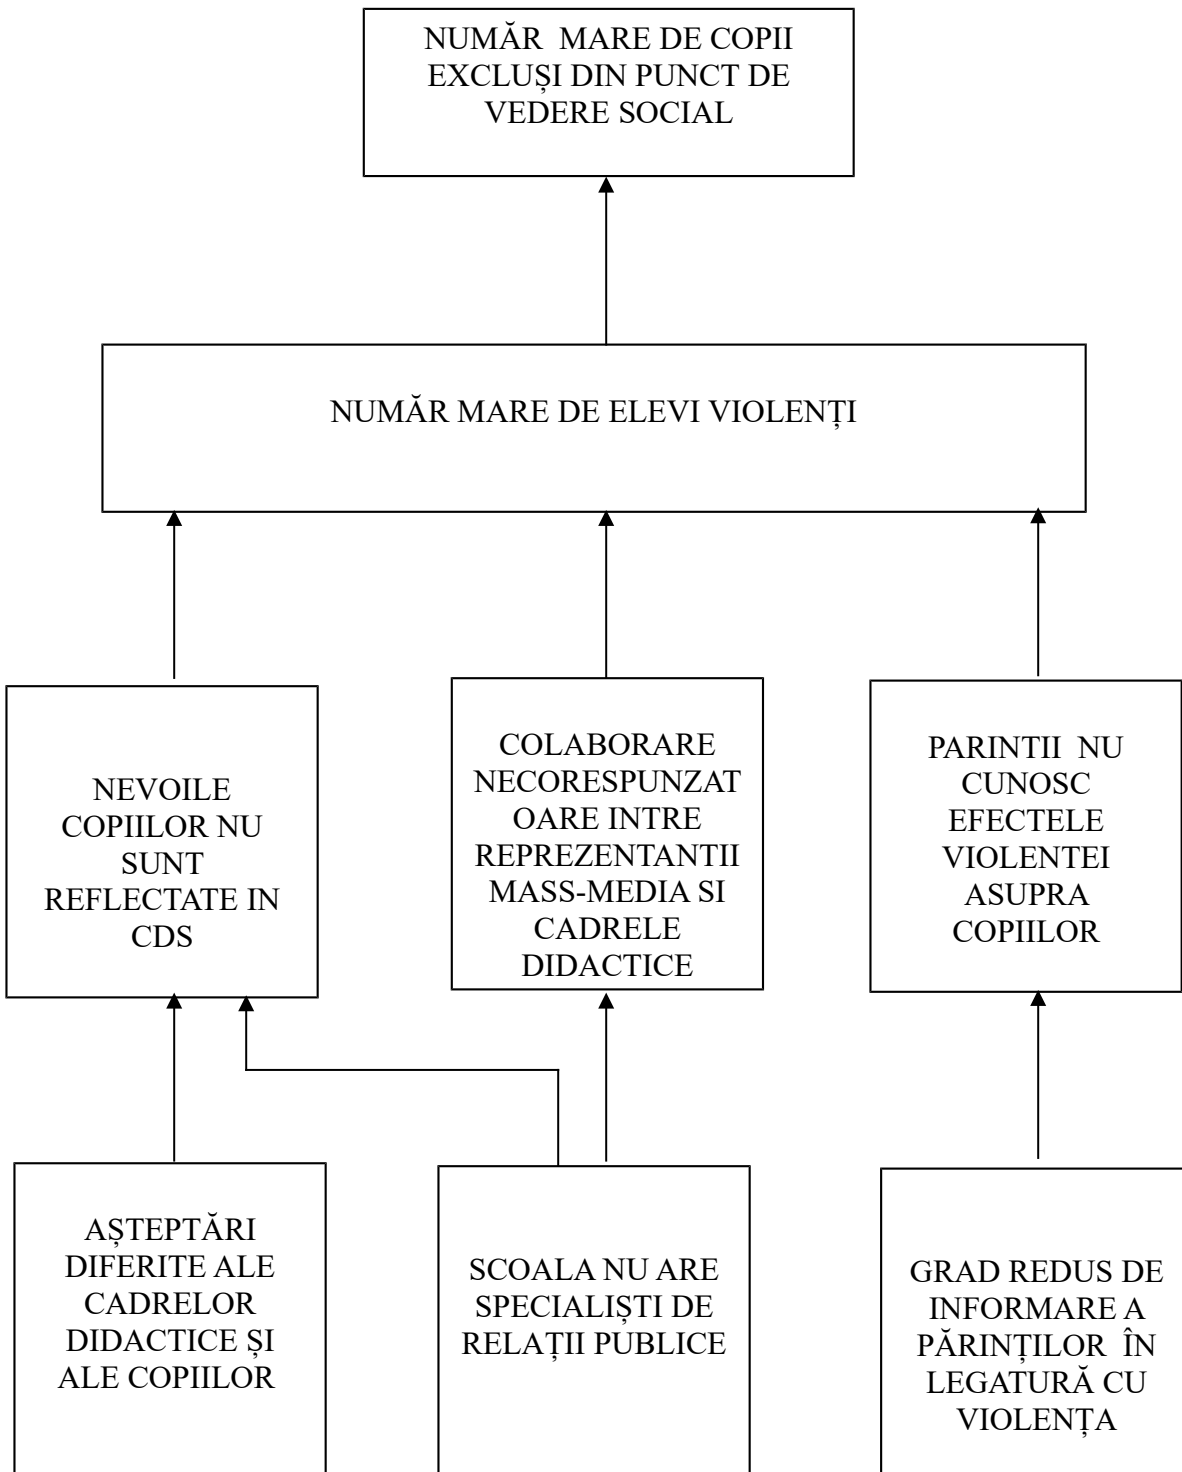 NUMĂR MARE DE COPII
EXCLUȘI DIN PUNCT DE
VEDERE SOCIAL
NUMĂR MARE DE ELEVI VIOLENȚI
NEVOILE
COPIILOR NU
SUNT
REFLECTATE IN
CDS
COLABORARE
NECORESPUNZAT
OARE INTRE
REPREZENTANTII
MASS-MEDIA SI
CADRELE
DIDACTICE
PARINTII NU
CUNOSC
EFECTELE
VIOLENTEI
ASUPRA
COPIILOR
AȘTEPTĂRI
DIFERITE ALE
CADRELOR
DIDACTICE ȘI
ALE COPIILOR
SCOALA NU ARE
SPECIALIȘTI DE
RELAȚII PUBLICE
GRAD REDUS DE
INFORMARE A
PĂRINȚILOR ÎN
LEGATURĂ CU
VIOLENȚA